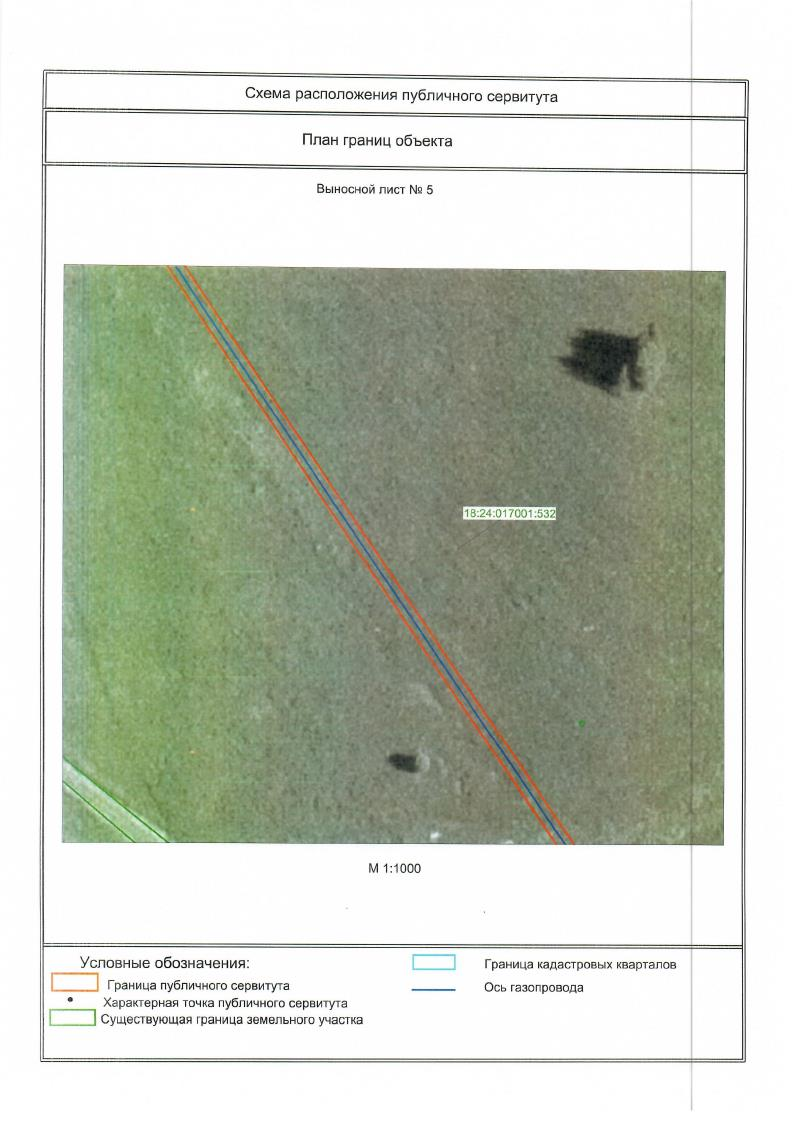 Схема расположения публичного сервитута
План границ объекта
Выносной лист № 5
18:24:017001:532
М 1:1000
Условные обозначения:
Граница публичного сервитута
Характерная точка публичного сервитута
Существующая граница земельного участка
Граница кадастровых кварталов
Ось газопровода